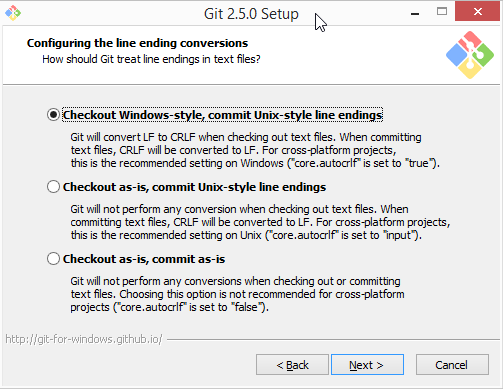 Git 2.5.0 Setup
Configuring the line ending conversions
How should Git treat line endings in text files?
Checkout Windows-style, commit Unix-style line endings
Git will convert LF to CRLF when checking out text files. When committing
text files, CRLF will be converted to LF. For cross-platform projects,
this is the recommended setting on Windows ("core.autocrlf" is set to "true").
Checkout as-is, commit Unix-style line endings
Git will not perform any conversion when checking out text files. When
committing text files, CRLF will be converted to LF. For cross-platform projects,
this is the recommended setting on Unix ("core.autocrlf" is set to "input").
Checkout as-is, commit as-is
Git will not perform any conversions when checking out or committing
text files. Choosing this option is not recommended for cross-platform
projects ("core.autocrlf" is set to "false").
http://git-for-windows.github.io/
< Back Next > Cancel